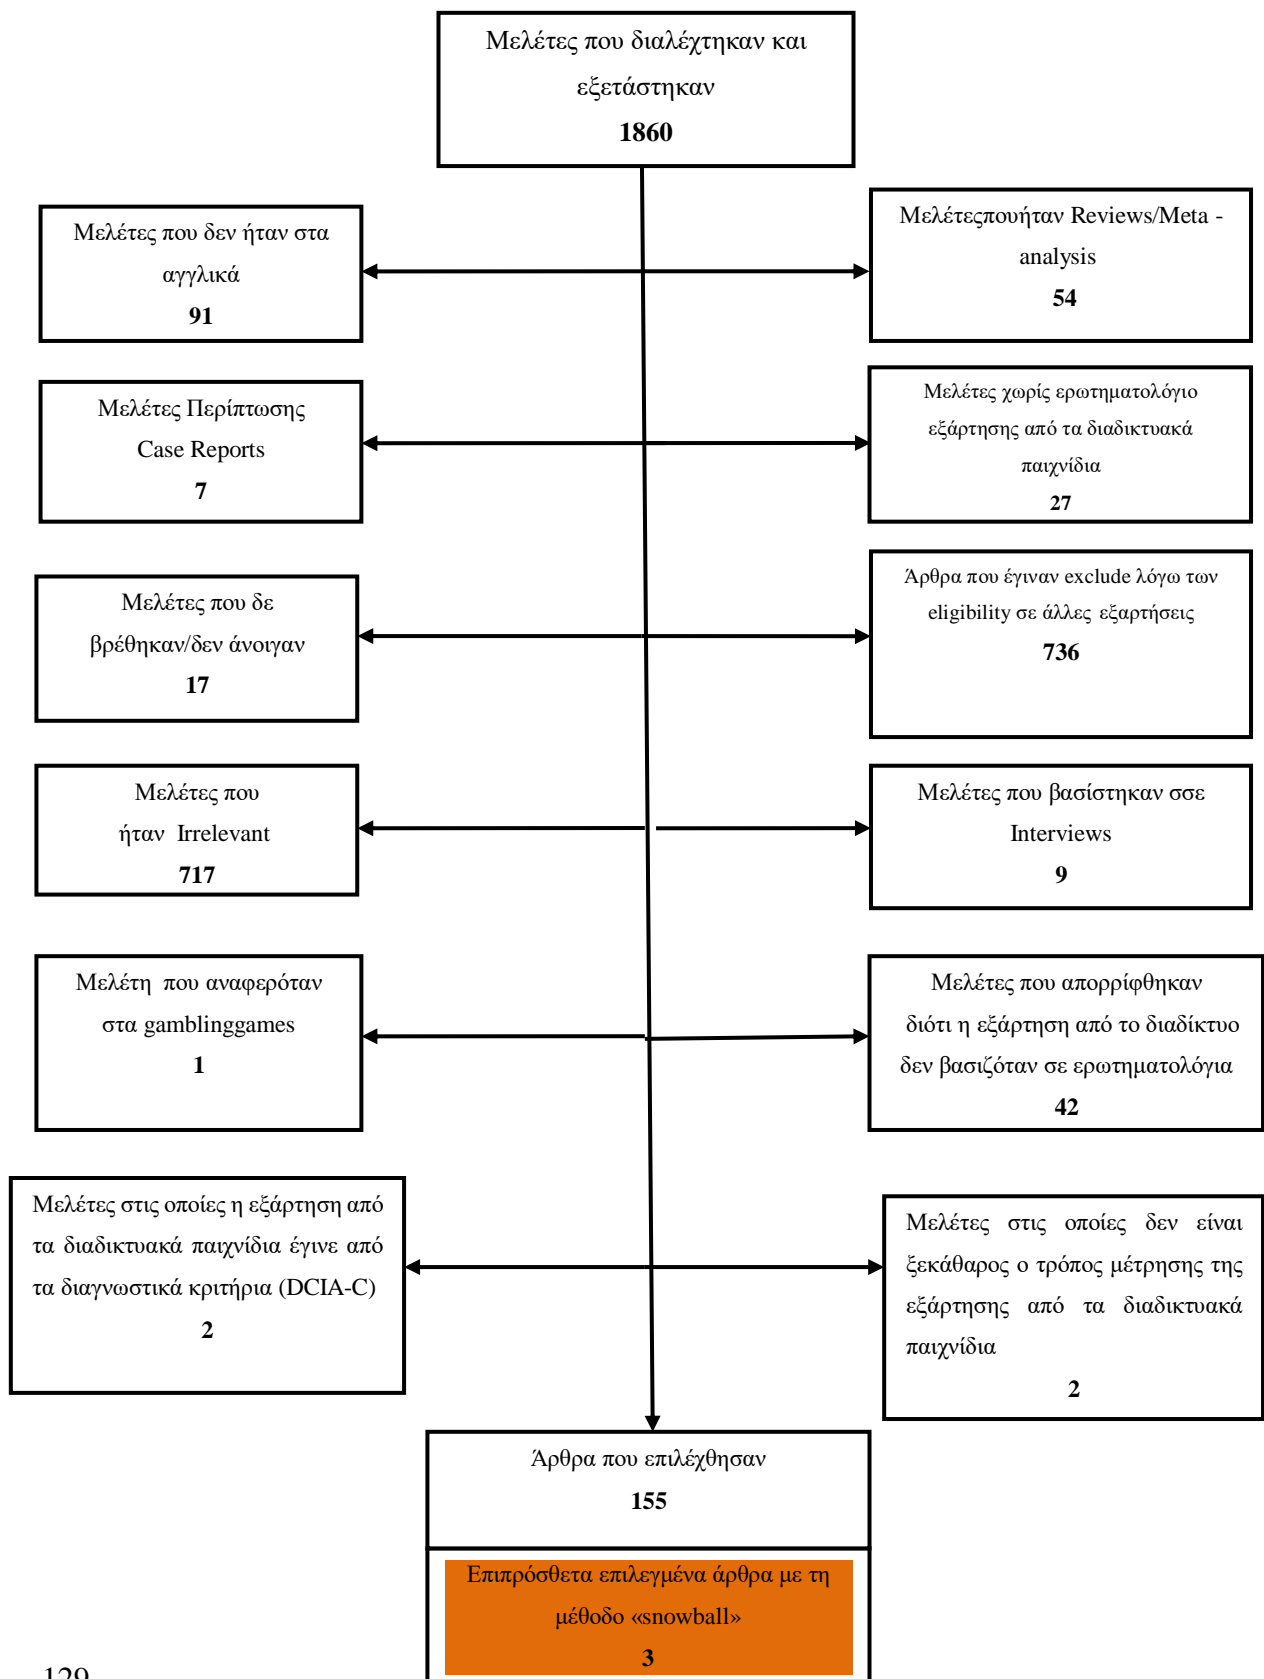 Μελέτες που διαλέχτηκαν και
εξετάστηκαν
1860
Μελέτες που δεν ήταν στα
αγγλικά
91
Μελέτεςπουήταν Reviews/Meta -
analysis
54
Μελέτες Περίπτωσης
Case Reports
7
Μελέτες χωρίς ερωτηματολόγιο
εξάρτησης από τα διαδικτυακά
παιχνίδια
27
Μελέτες που δε
βρέθηκαν/δεν άνοιγαν
17
Άρθρα που έγιναν exclude λόγω των
eligibility σε άλλες εξαρτήσεις
736
Μελέτες που
ήταν Irrelevant
717
Μελέτες που βασίστηκαν σσε
Interviews
9
Μελέτη που αναφερόταν
στα gamblinggames
1
Μελέτες που απορρίφθηκαν
διότι η εξάρτηση από το διαδίκτυο
δεν βασιζόταν σε ερωτηματολόγια
42
Μελέτες στις οποίες η εξάρτηση από
τα διαδικτυακά παιχνίδια έγινε από
τα διαγνωστικά κριτήρια (DCIA-C)
2
Μελέτες στις οποίες δεν είναι
ξεκάθαρος ο τρόπος μέτρησης της
εξάρτησης από τα διαδικτυακά
παιχνίδια
2
Άρθρα που επιλέχθησαν
155
Επιπρόσθετα επιλεγμένα άρθρα με τη
μέθοδο «snowball»
3
129